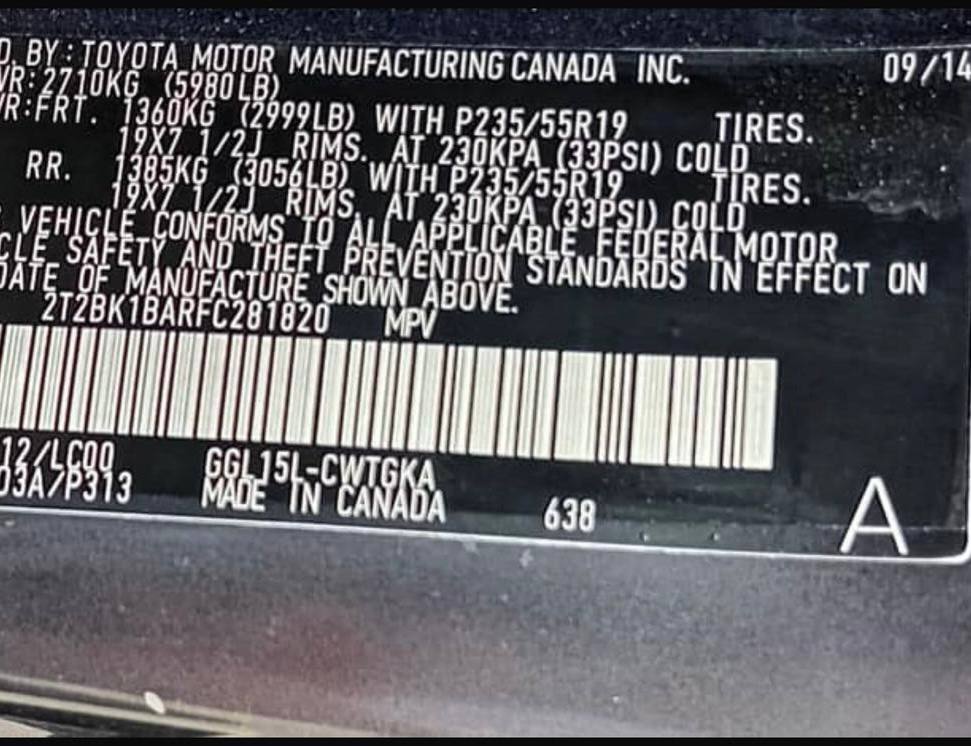 D. BY : TOYOTA MOTOR MANUFACTURING CANADA INC. 09/14
VR: 2710KG (5980LB)
VR:FRT. 1360KG (2999LB) WITH P235/55R19 TIRES.
19X7 1/2J RIMS. AT 230KPA (33PSI) COLD
RR. 1385KG (3056LB) WITH P235/55R19 TIRES.
19X7 1/2J RIMS. AT 230KPA (33PSI) COLD
VEHICLE CONFORMS TO ALL APPLICABLE FEDERAL MOTOR
CLE SAFETY AND THEFT PREVENTION STANDARDS IN EFFECT ON
DATE OF MANUFACTURE SHOWN ABOVE.
2T2BK1BARFC281820 MPV
12/LC00 GGL15L-CWTGKA
03A/P313 MADE IN CANADA 638 A